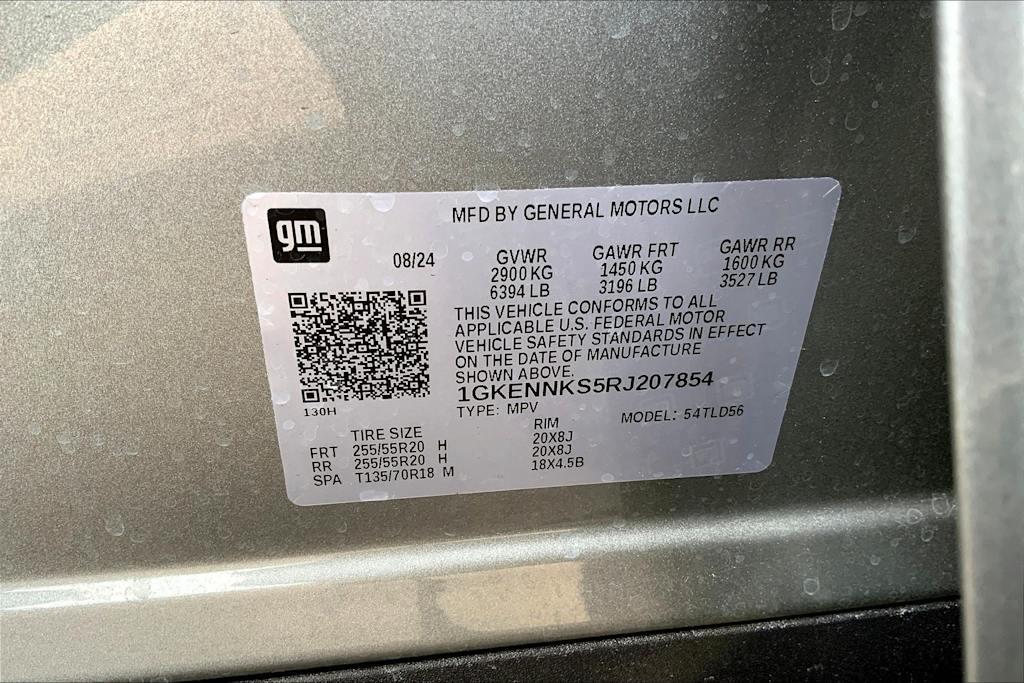 gm
MFD BY GENERAL MOTORS LLC
08/24
GVWR GAWR FRT GAWR RR
2900 KG 1450 KG 1600 KG
6394 LB 3196 LB 3527 LB
THIS VEHICLE CONFORMS TO ALL
APPLICABLE U.S. FEDERAL MOTOR
VEHICLE SAFETY STANDARDS IN EFFECT
ON THE DATE OF MANUFACTURE
SHOWN ABOVE.
1GKENNKS5RJ207854
130H
TYPE: MPV MODEL: 54TLD56
TIRE SIZE RIM
FRT 255/55R20 H 20X8J
RR 255/55R20 H 20X8J
SPA T135/70R18 M 18X4.5B